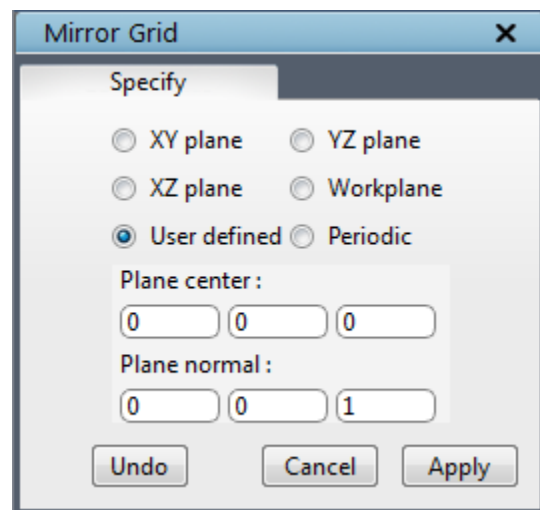 Mirror Grid
Specify
XY plane YZ plane
XZ plane Workplane
User defined Periodic
Plane center :
0 0 0
Plane normal :
0 0 1
Undo Cancel Apply